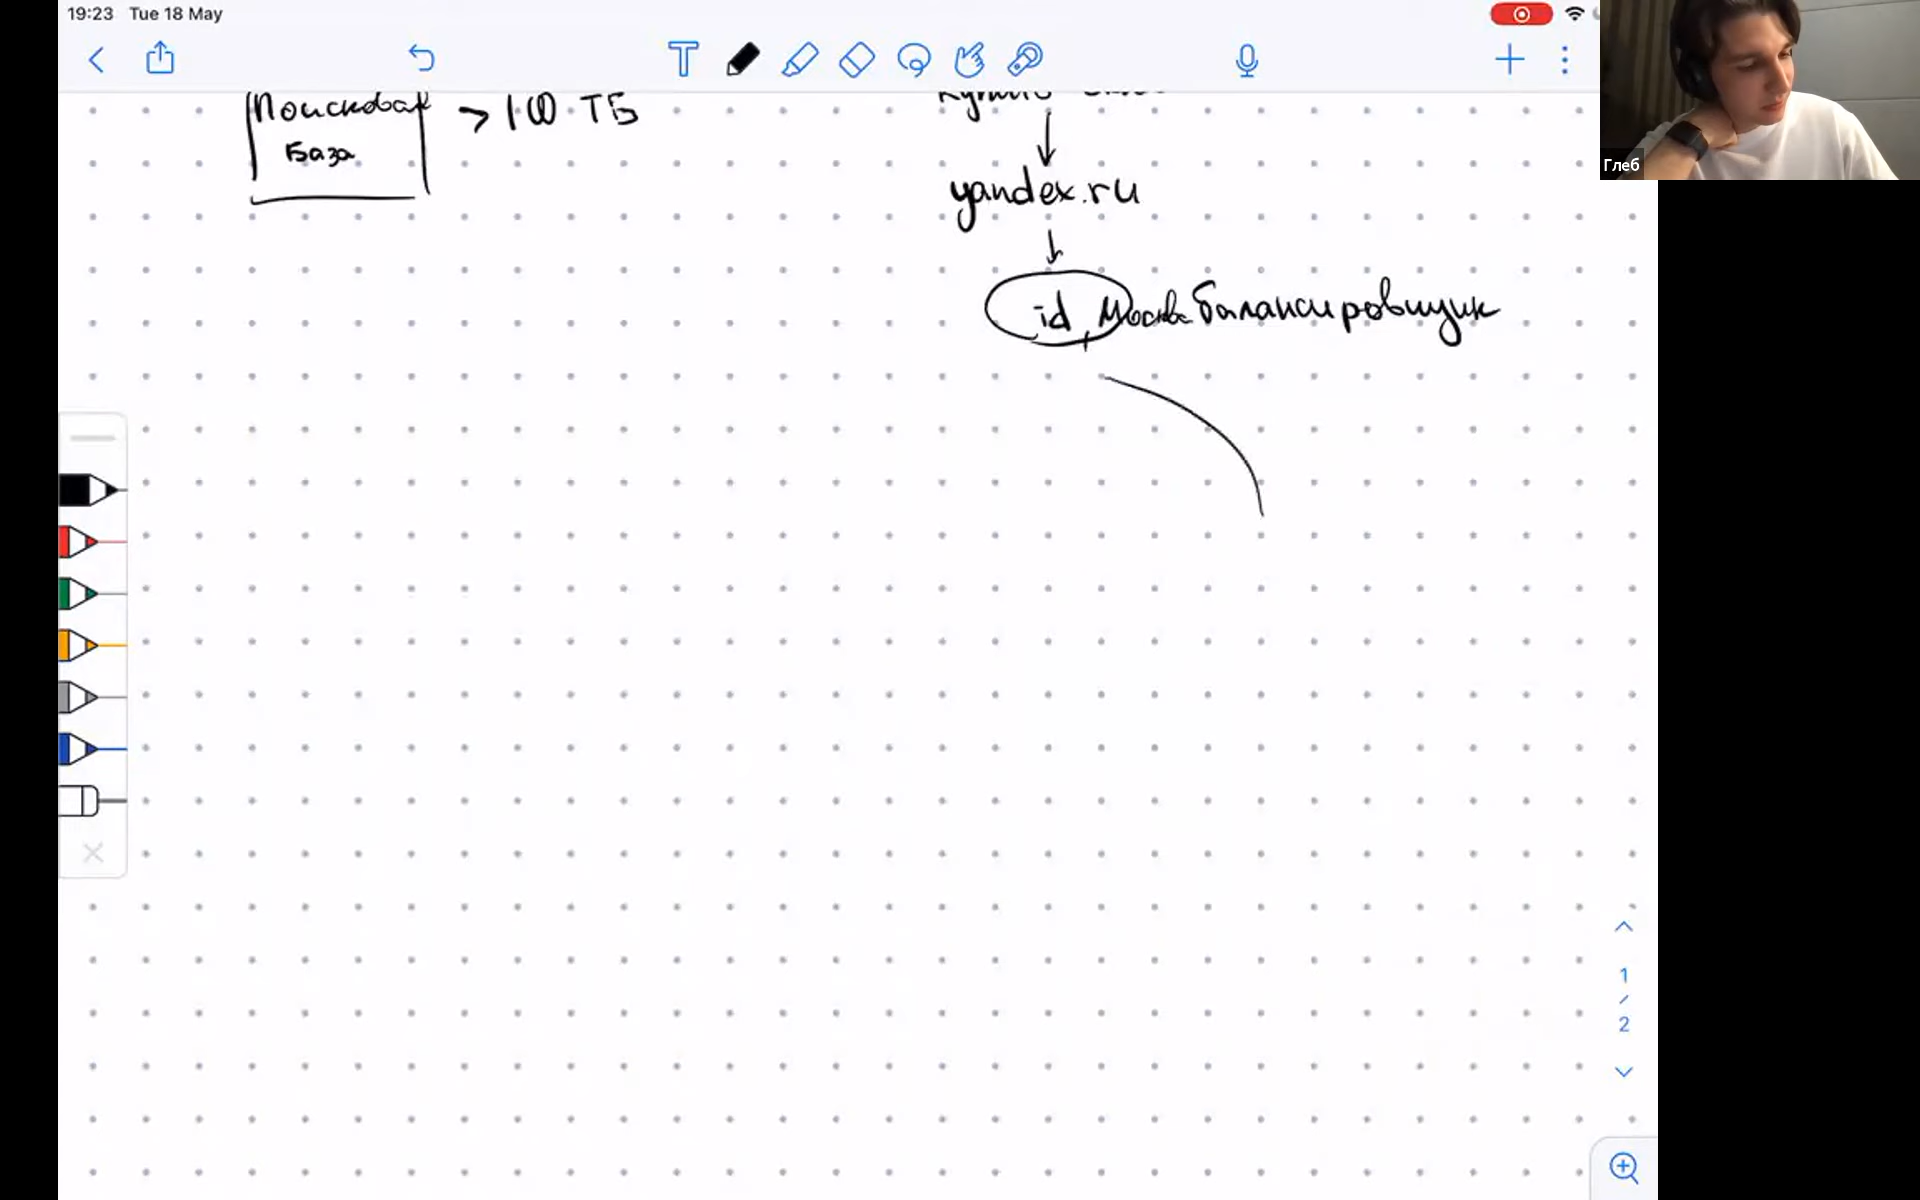 19:23 Tue 18 May
Глеб
Поисковая → 100 ТБ
База
yandex.ru
id, Москва балансировщик
1
/
2